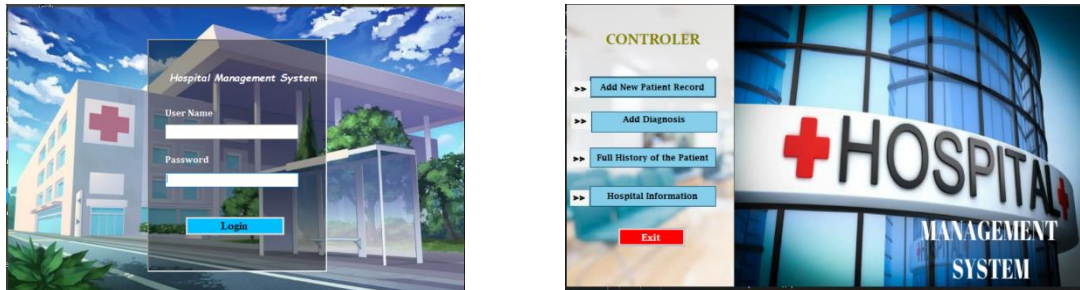 Hospital Management System
User Name
Password
Login
CONTROLER
>> Add New Patient Record
>> Add Diagnosis
>> Full History of the Patient
>> Hospital Information
Exit
HOSPITAL
MANAGEMENT
SYSTEM